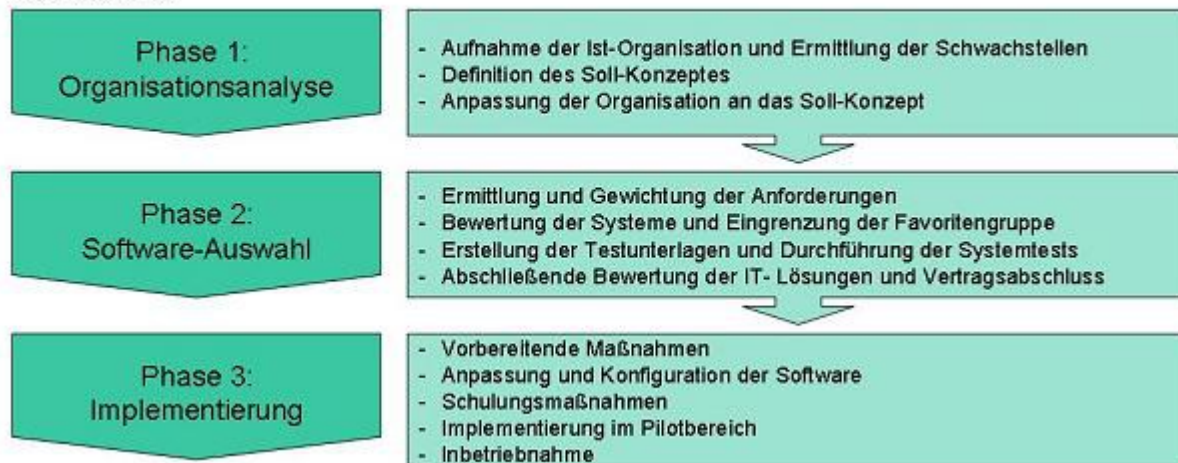 Phase 1:
Organisationsanalyse
- Aufnahme der Ist-Organisation und Ermittlung der Schwachstellen
- Definition des Soll-Konzeptes
- Anpassung der Organisation an das Soll-Konzept
Phase 2:
Software-Auswahl
- Ermittlung und Gewichtung der Anforderungen
- Bewertung der Systeme und Eingrenzung der Favoritengruppe
- Erstellung der Testunterlagen und Durchführung der Systemtests
- Abschließende Bewertung der IT- Lösungen und Vertragsabschluss
Phase 3:
Implementierung
- Vorbereitende Maßnahmen
- Anpassung und Konfiguration der Software
- Schulungsmaßnahmen
- Implementierung im Pilotbereich
- Inbetriebnahme